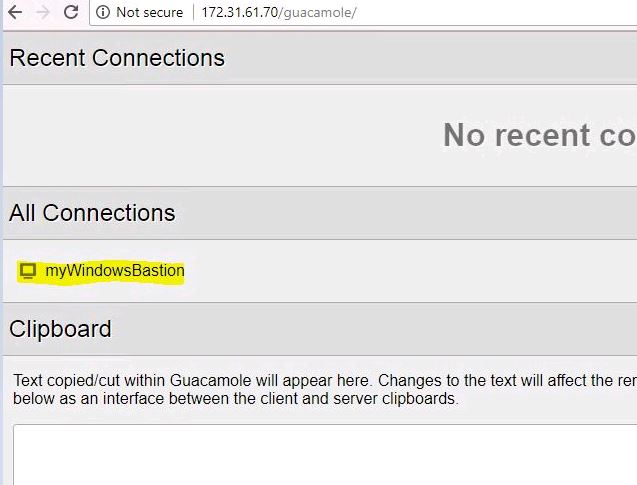 Not secure | 172.31.61.70/guacamole/
Recent Connections
No recent co
All Connections
myWindowsBastion
Clipboard
Text copied/cut within Guacamole will appear here. Changes to the text will affect the rer
below as an interface between the client and server clipboards.